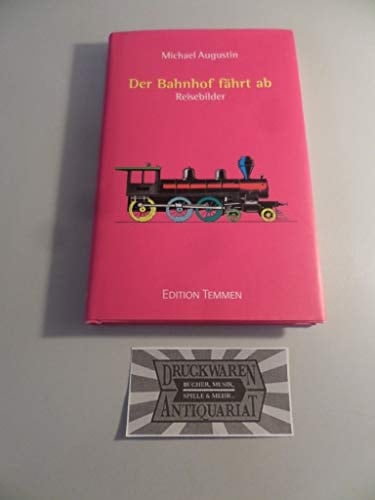 Michael Augustin
Der Bahnhof fährt ab
Reisebilder
EDITION TEMMEN
DRUCKWAREN
BÜCHER, MUSIK,
SPIELE & MEHR...
ANTIQUARIAT